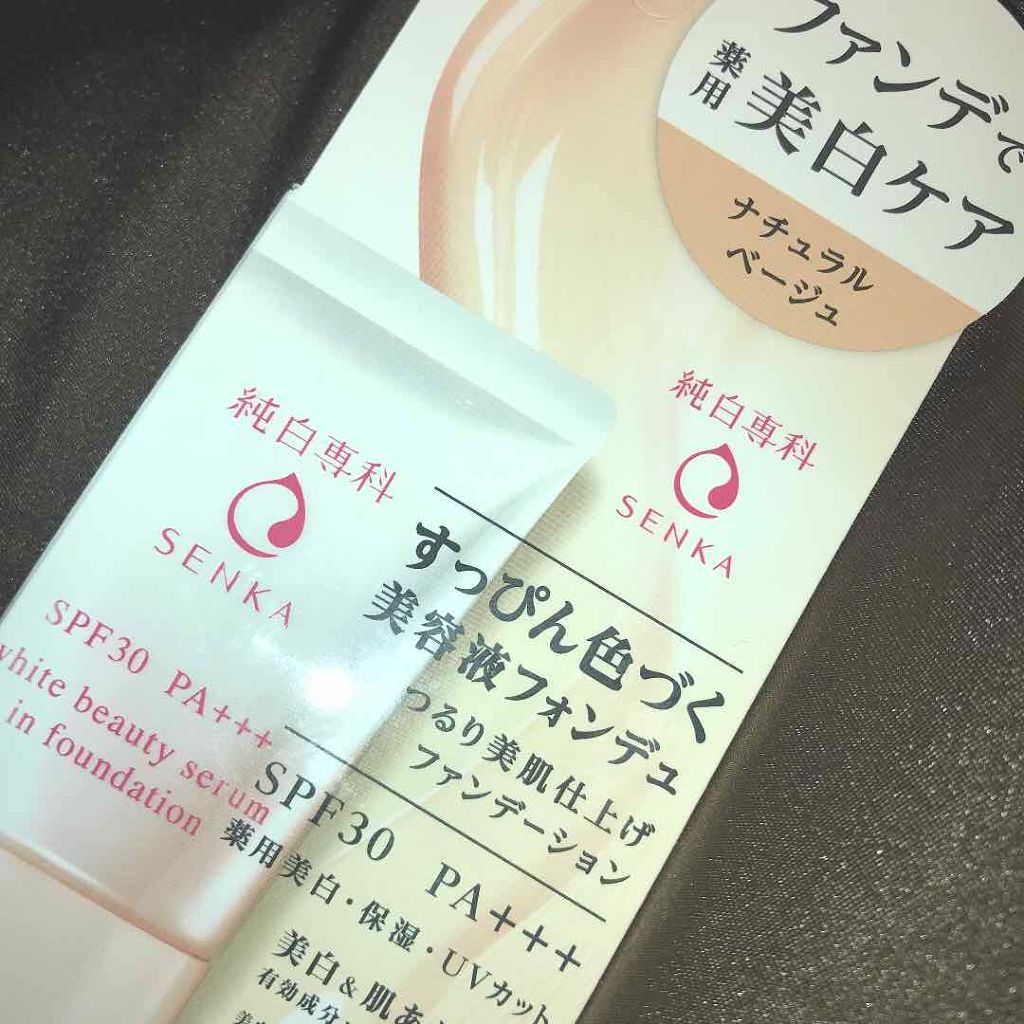 ファンデで
薬用
美白ケア
ナチュラル
ベージュ
純白専科
SENKA
すっぴん色づく
美容液フォンデュ
つるり美肌仕上げ
ファンデーション
SPF30 PA+++
薬用美白・保湿・UVカット
美白&肌あ
有効成分
純白専科
SENKA
SPF30 PA+++
white beauty serum
in foundation